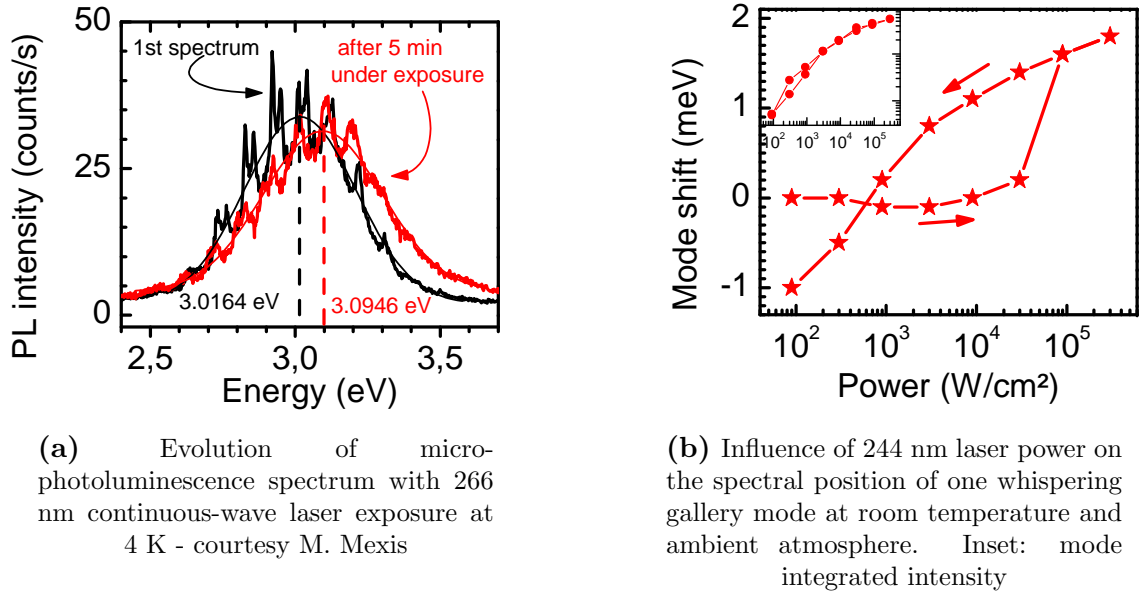 50
25
0
PL intensity (counts/s)
1st spectrum
after 5 min
under exposure
3.0164 eV
3.0946 eV
2,5
3,0
3,5
Energy (eV)
(a) Evolution of micro-
photoluminescence spectrum with 266
nm continuous-wave laser exposure at
4 K - courtesy M. Mexis
2
1
0
-1
Mode shift (meV)
10¹
10³
10⁵
10²
10³
10⁴
10⁵
Power (W/cm²)
(b) Influence of 244 nm laser power on
the spectral position of one whispering
gallery mode at room temperature and
ambient atmosphere. Inset: mode
integrated intensity